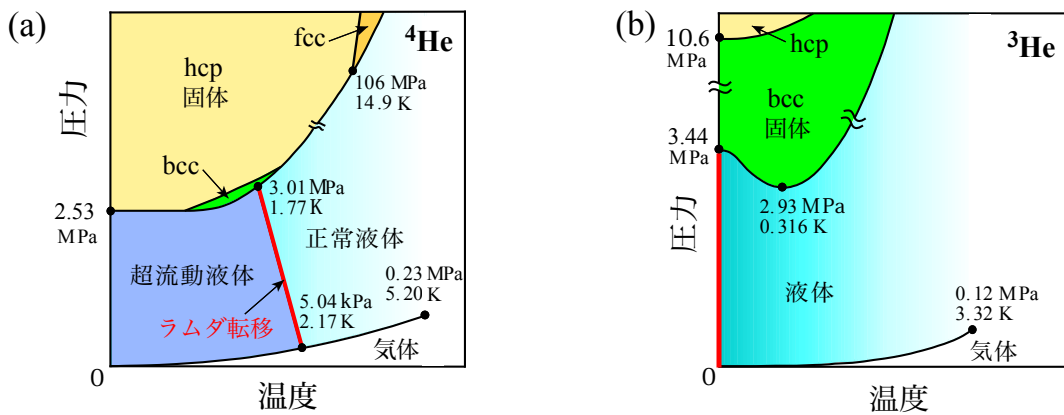 (a)
⁴He
fcc
hcp
固体
106 MPa
14.9 K
圧力
bcc
3.01 MPa
1.77 K
2.53
MPa
正常液体
超流動液体
0.23 MPa
5.20 K
5.04 kPa
2.17 K
ラムダ転移
気体
0
温度
(b)
³He
10.6
MPa
hcp
bcc
固体
3.44
MPa
2.93 MPa
0.316 K
圧力
液体
0.12 MPa
3.32 K
気体
0
温度